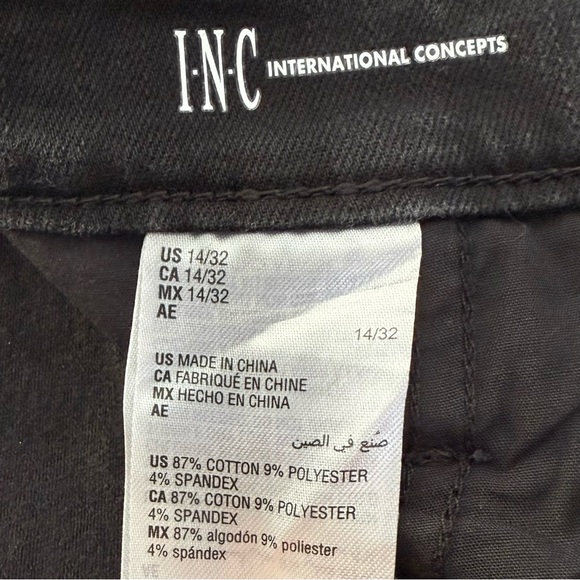 I·N·C INTERNATIONAL CONCEPTS
US 14/32
CA 14/32
MX 14/32
AE
14/32
US MADE IN CHINA
CA FABRIQUÉ EN CHINE
MX HECHO EN CHINA
AE
صُنع في الصين
US 87% COTTON 9% POLYESTER
4% SPANDEX
CA 87% COTON 9% POLYESTER
4% SPANDEX
MX 87% algodón 9% poliester
4% spándex